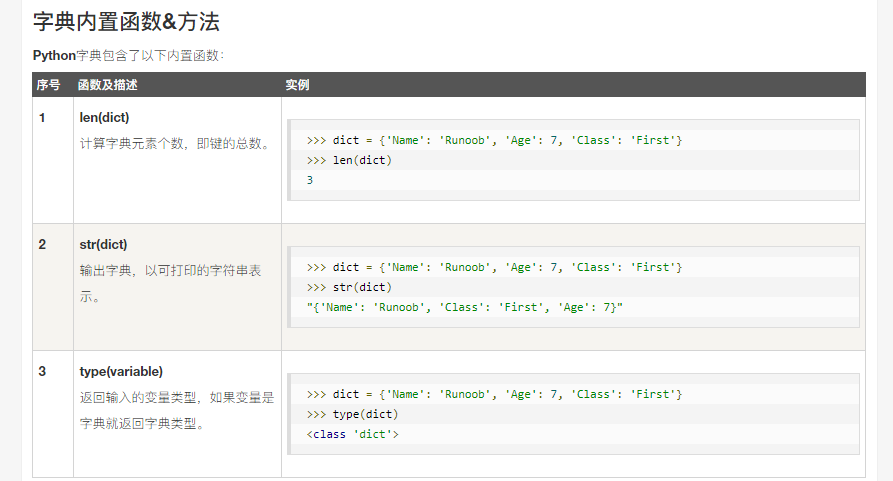 字典内置函数&方法
Python字典包含了以下内置函数：
序号 函数及描述 实例
1 len(dict)
计算字典元素个数，即键的总数。
>>> dict = {'Name': 'Runoob', 'Age': 7, 'Class': 'First'}
>>> len(dict)
3
2 str(dict)
输出字典，以可打印的字符串表
示。
>>> dict = {'Name': 'Runoob', 'Age': 7, 'Class': 'First'}
>>> str(dict)
"{'Name': 'Runoob', 'Class': 'First', 'Age': 7}"
3 type(variable)
返回输入的变量类型，如果变量是
字典就返回字典类型。
>>> dict = {'Name': 'Runoob', 'Age': 7, 'Class': 'First'}
>>> type(dict)
<class 'dict'>